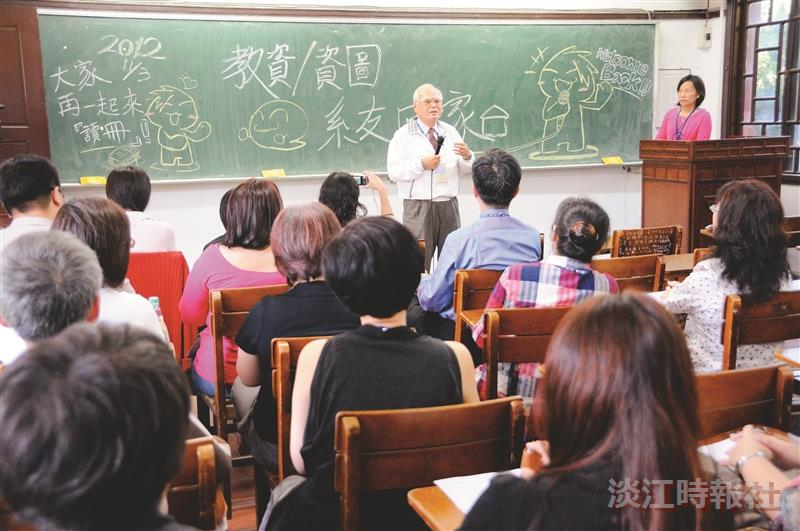 2012
11/3
大家
再一起來
『讀冊』!!
教資/資圖
系友回家台
Welcome
Back!!
淡江時報社